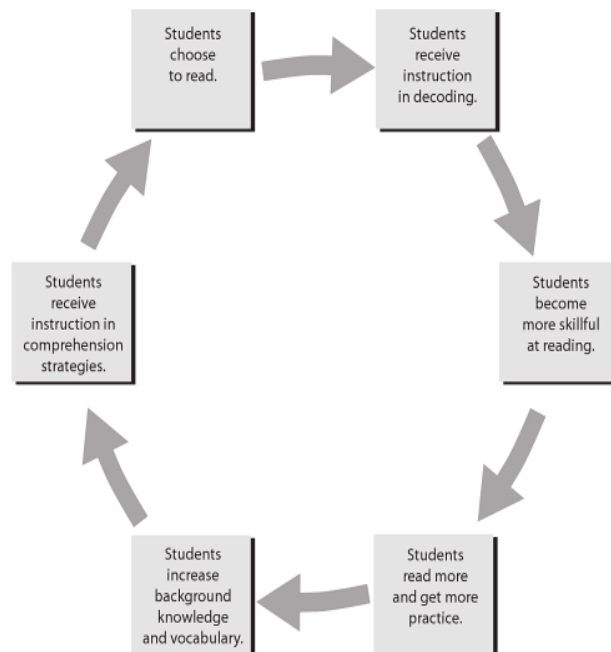 Students
choose
to read.
Students
receive
instruction
in decoding.
Students
become
more skillful
at reading.
Students
read more
and get more
practice.
Students
increase
background
knowledge
and vocabulary.
Students
receive
instruction in
comprehension
strategies.